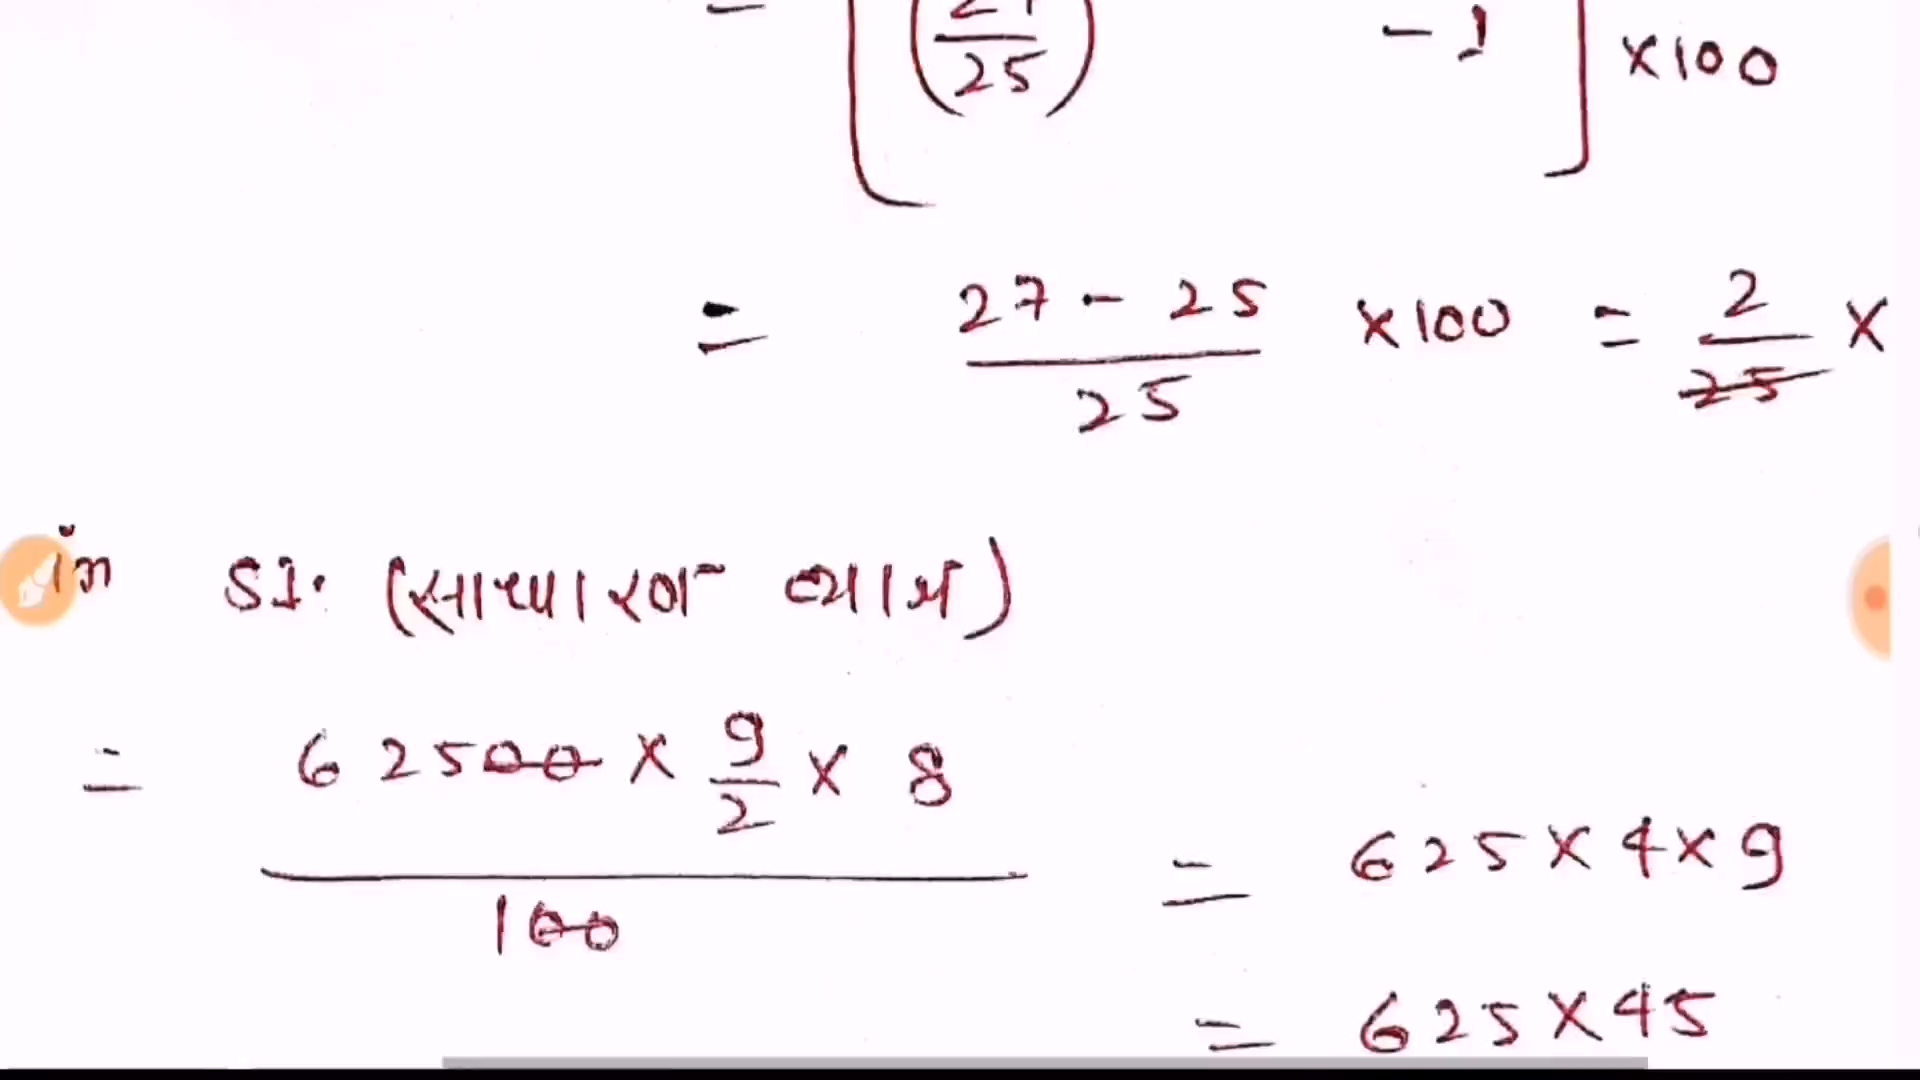 = [(27/25) - 1] ×100
= 27 - 25 / 25 ×100 = 2/25 ×
in S.I. (સાધારણ વ્યાજ)
= 62500 × 9/2 × 8 / 100 = 625 × 4 × 9
= 625 × 45